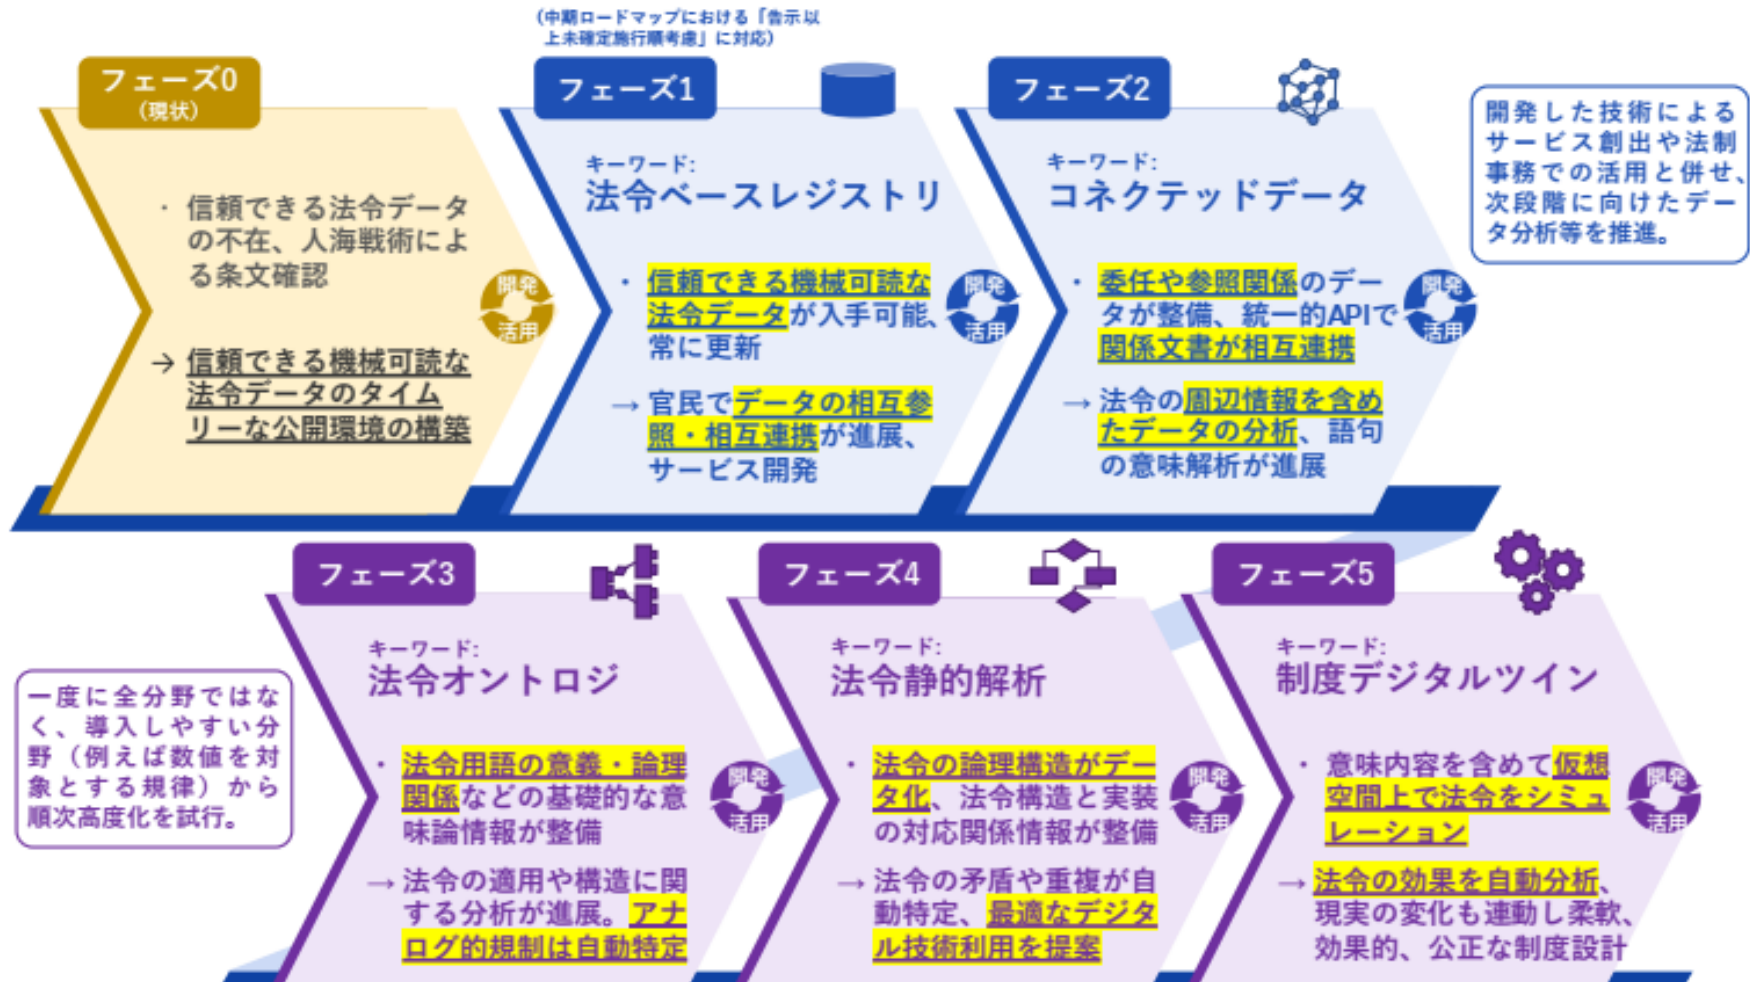 （中期ロードマップにおける「告示以
上未確定施行順考慮」に対応）
フェーズ0
（現状）
・信頼できる法令データ
の不在、人海戦術によ
る条文確認
→ 信頼できる機械可読な
法令データのタイム
リーな公開環境の構築
開発
活用
フェーズ1
キーワード:
法令ベースレジストリ
・信頼できる機械可読な
法令データが入手可能、
常に更新
→ 官民でデータの相互参
照・相互連携が進展、
サービス開発
開発
活用
フェーズ2
キーワード:
コネクテッドデータ
・委任や参照関係のデー
タが整備、統一的APIで
関係文書が相互連携
→ 法令の周辺情報を含め
たデータの分析、語句
の意味解析が進展
開発
活用
開発した技術による
サービス創出や法制
事務での活用と併せ、
次段階に向けたデー
タ分析等を推進。
一度に全分野ではな
く、導入しやすい分
野（例えば数値を対
象とする規律）から
順次高度化を試行。
フェーズ3
キーワード:
法令オントロジ
・法令用語の意義・論理
関係などの基礎的な意
味論情報が整備
→ 法令の適用や構造に関
する分析が進展。アナ
ログ的規制は自動特定
開発
活用
フェーズ4
キーワード:
法令静的解析
・法令の論理構造がデー
タ化、法令構造と実装
の対応関係情報が整備
→ 法令の矛盾や重複が自
動特定、最適なデジタ
ル技術利用を提案
開発
活用
フェーズ5
キーワード:
制度デジタルツイン
・意味内容を含めて仮想
空間上で法令をシミュ
レーション
→ 法令の効果を自動分析、
現実の変化も連動し柔軟、
効果的、公正な制度設計
開発
活用